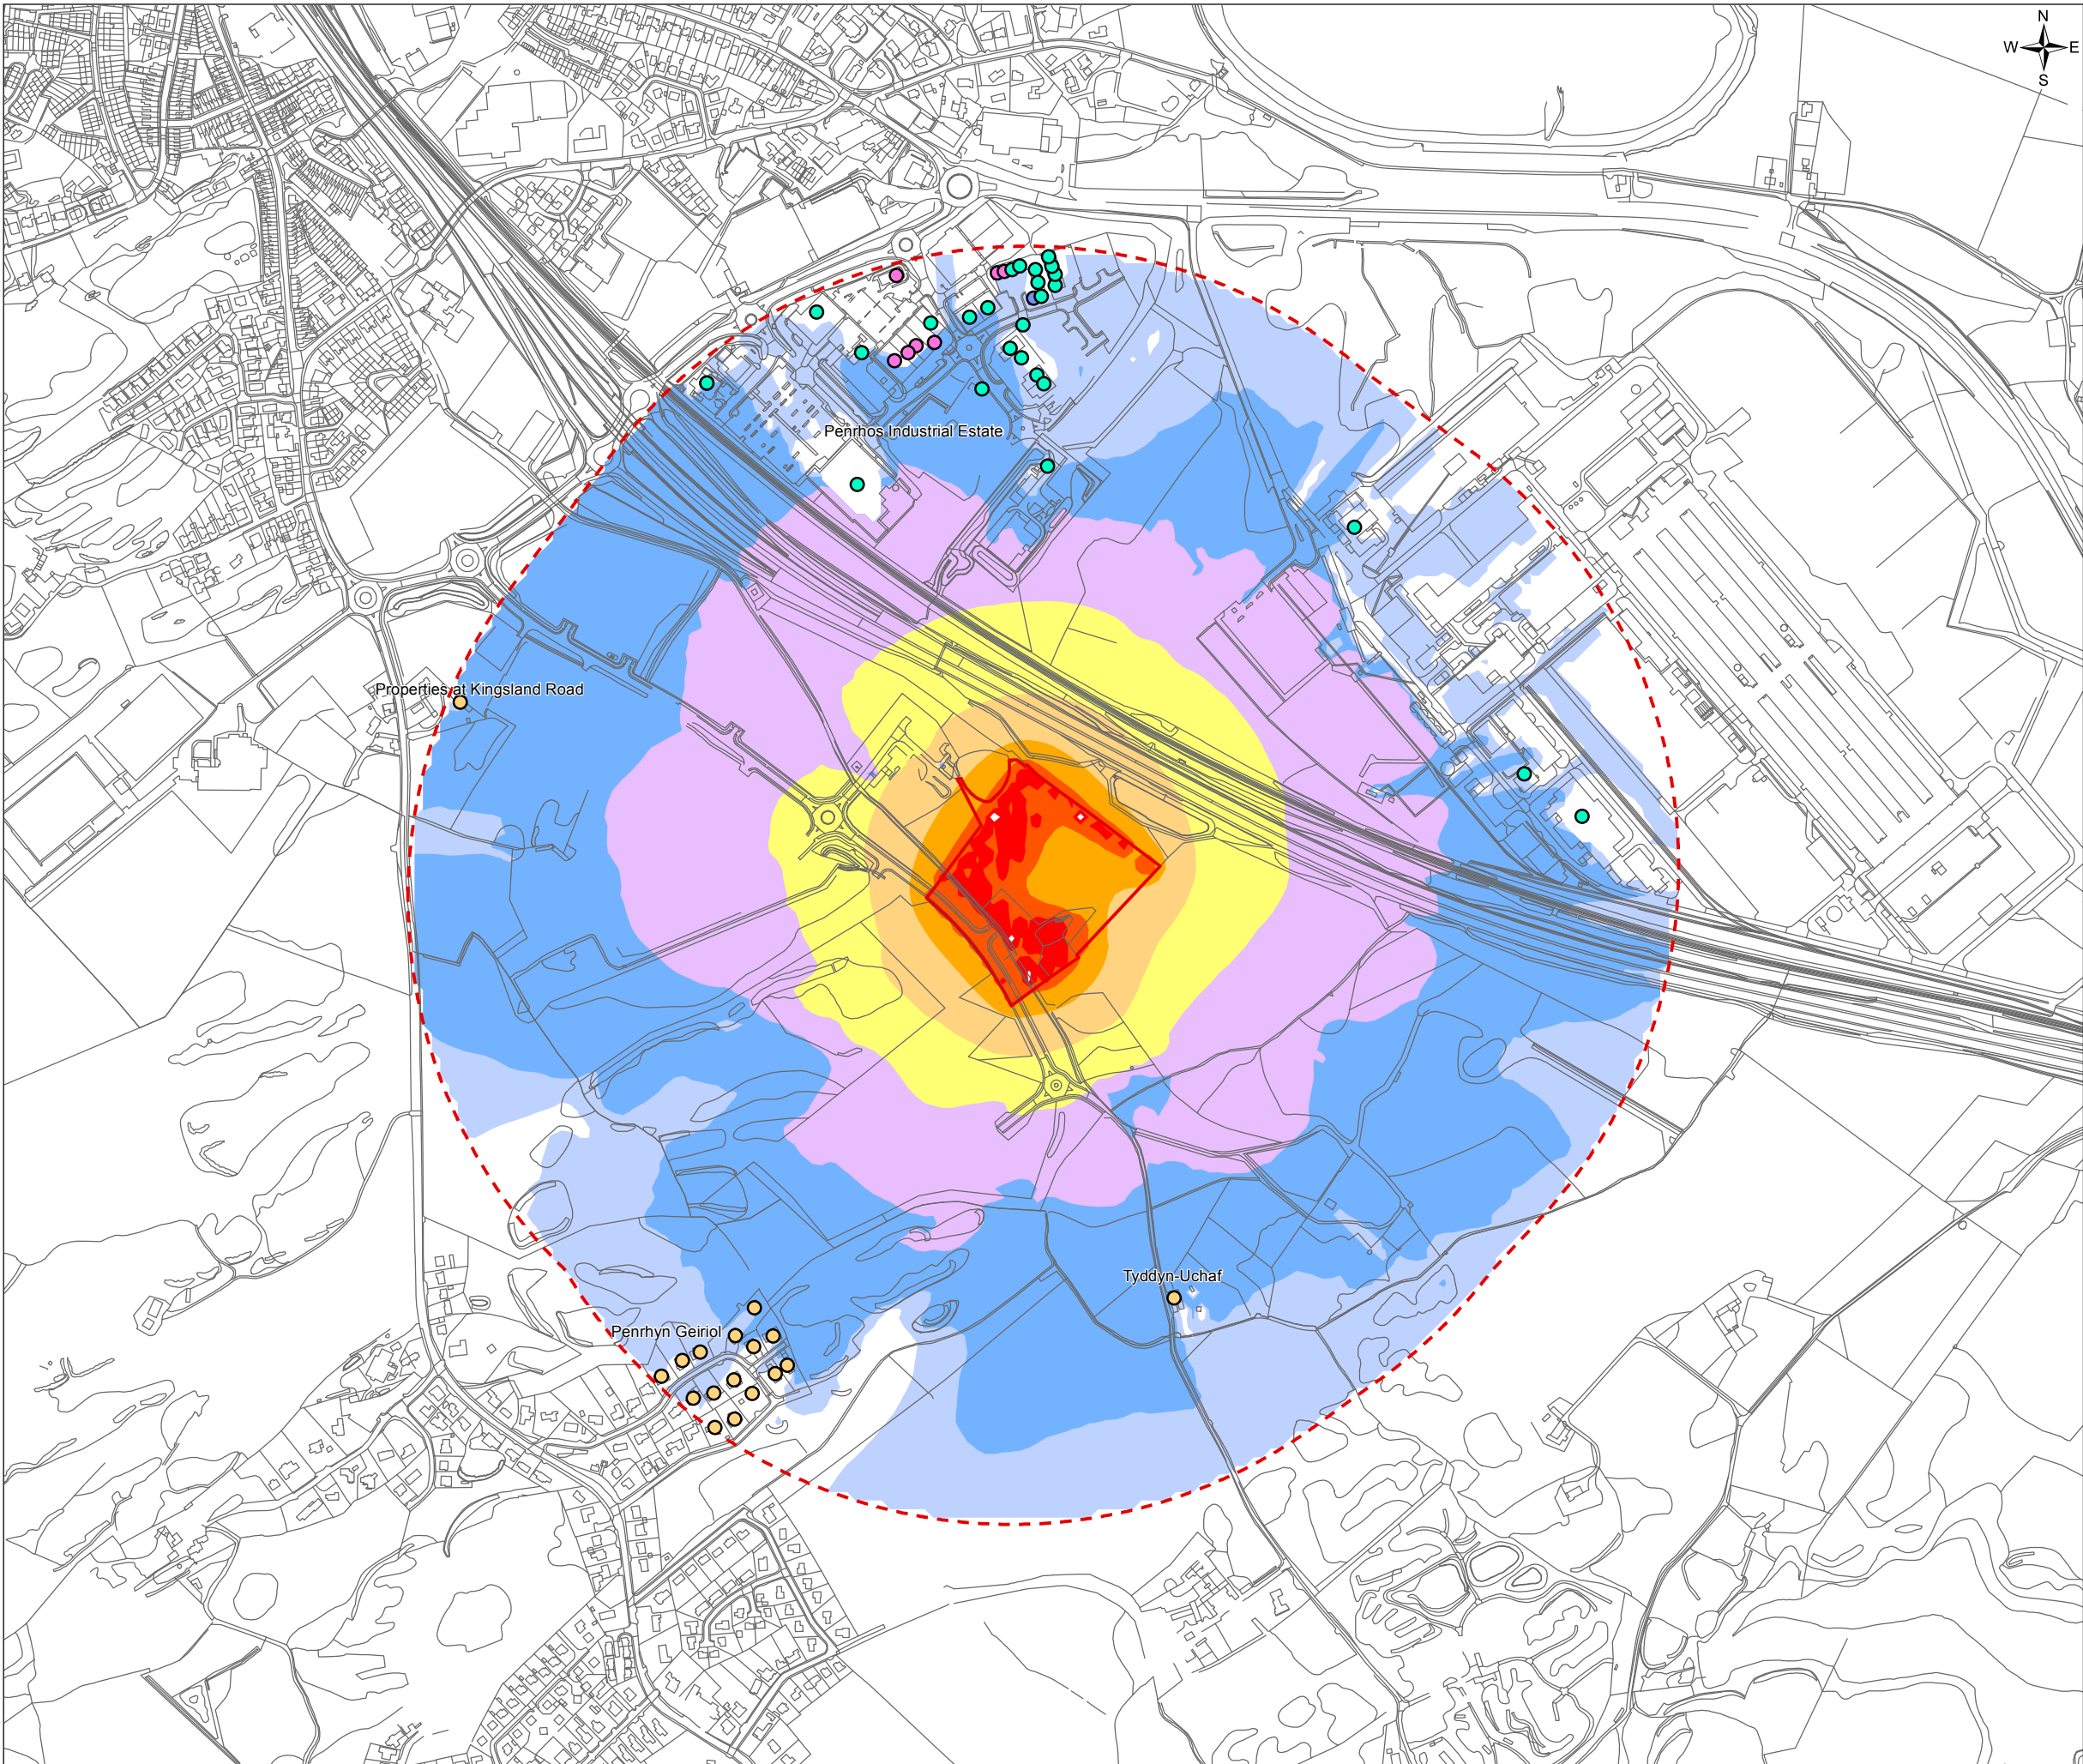 N
W E
S
Penrhos Industrial Estate
Properties at Kingsland Road
Tyddyn-Uchaf
Penrhyn Geiriol